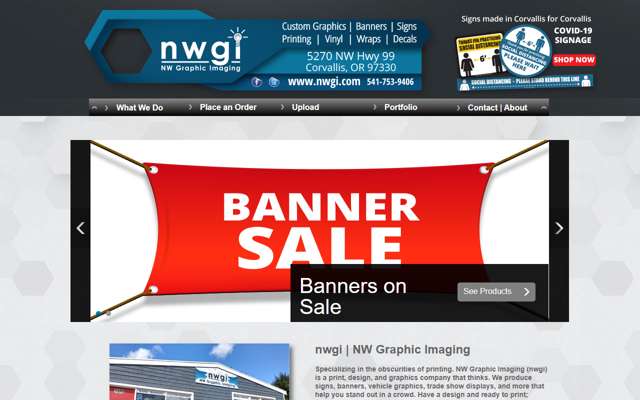 nwgi
NW Graphic Imaging
Custom Graphics | Banners | Signs
Printing | Vinyl | Wraps | Decals
5270 NW Hwy 99
Corvallis, OR 97330
www.nwgi.com 541-753-9406
Signs made in Corvallis for Corvallis
COVID-19
SIGNAGE
SHOP NOW
SOCIAL DISTANCING
6'
SOCIAL DISTANCING
PLEASE WAIT
HERE
What We Do
Place an Order
Upload
Portfolio
Contact | About
BANNER
SALE
Banners on
Sale
See Products
nwgi
nwgi | NW Graphic Imaging
Specializing in the obscurities of printing. NW Graphic Imaging (nwgi)
is a print, design, and graphics company that thinks. We produce
signs, banners, vehicle graphics, trade show displays, and more that
help you stand out in a crowd. Have a design and ready to print;